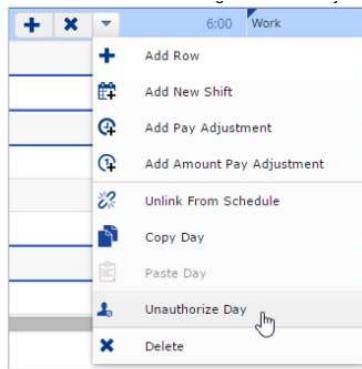 6:00 Work
Add Row
Add New Shift
Add Pay Adjustment
Add Amount Pay Adjustment
Unlink From Schedule
Copy Day
Paste Day
Unauthorize Day
Delete